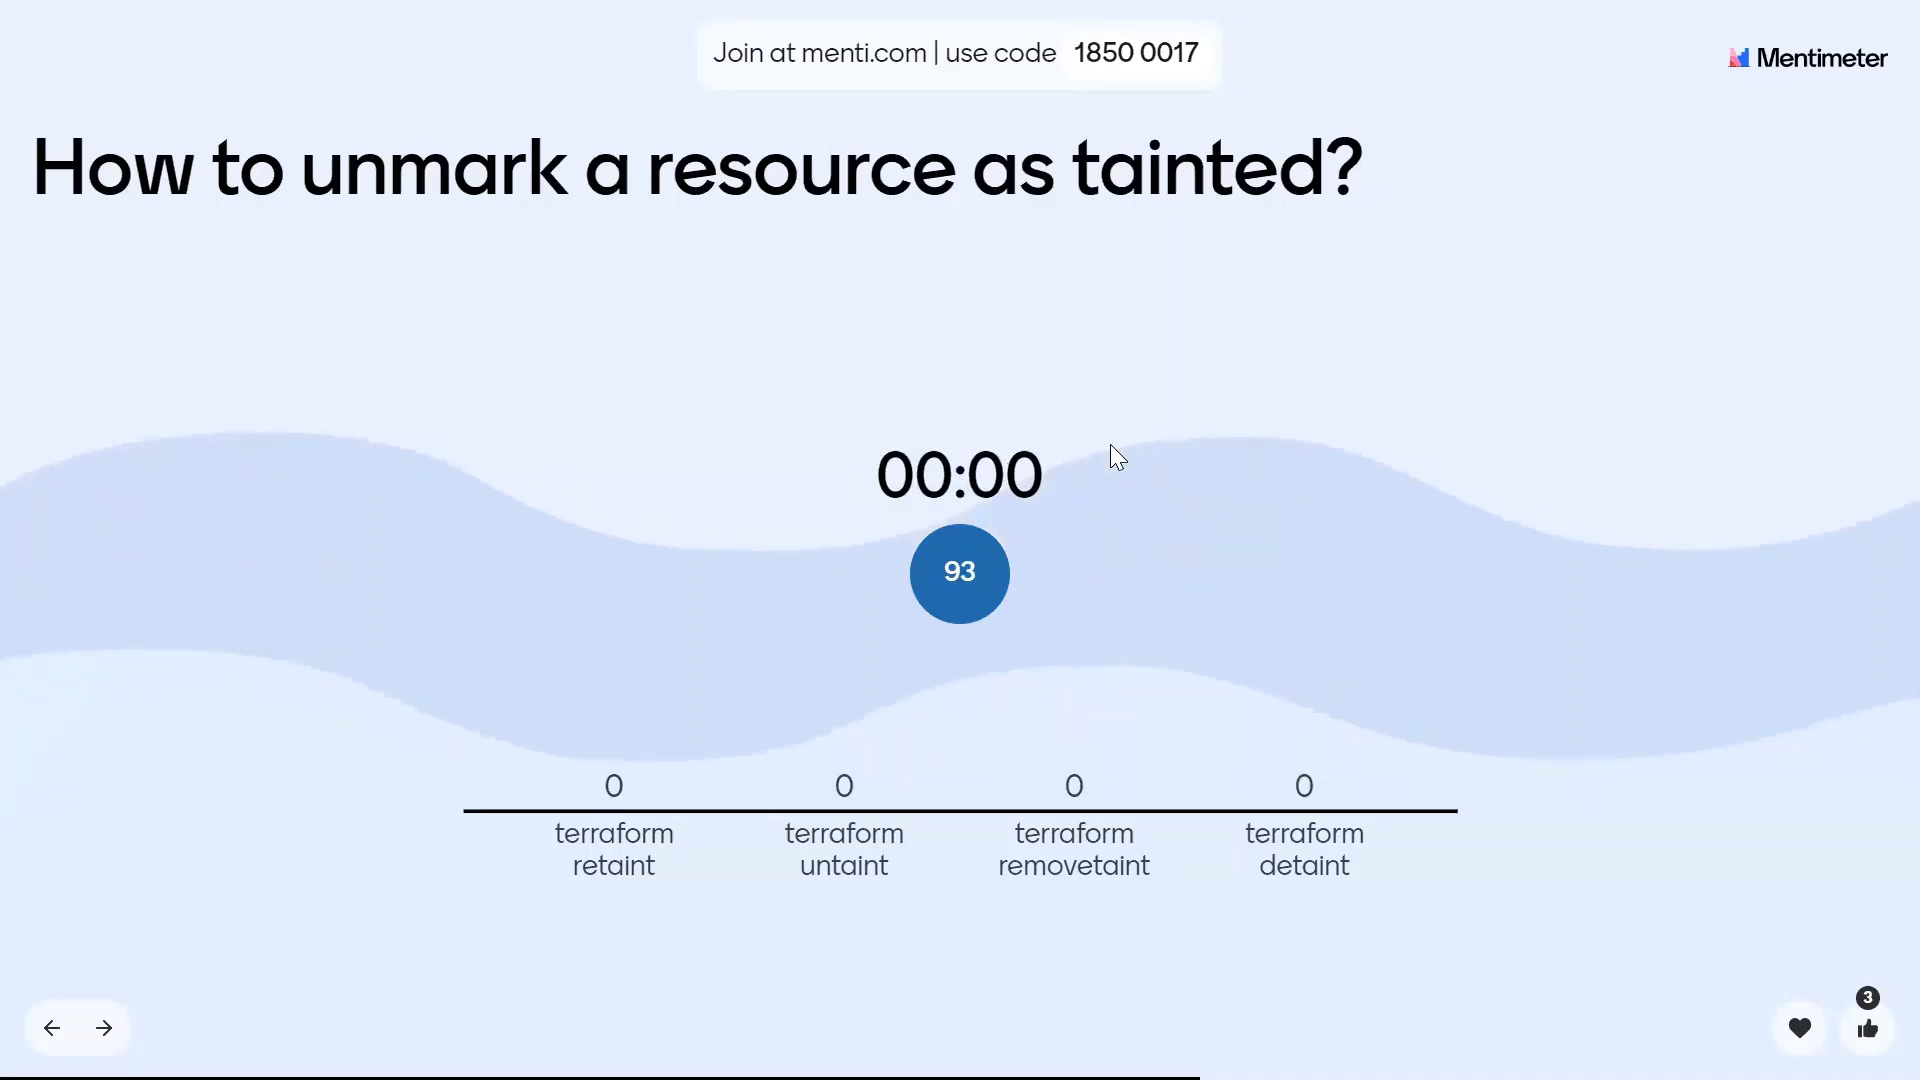 Join at menti.com | use code 1850 0017
Mentimeter
How to unmark a resource as tainted?
00:00
93
0 0 0 0
terraform retaint
terraform untaint
terraform removetaint
terraform detaint
3